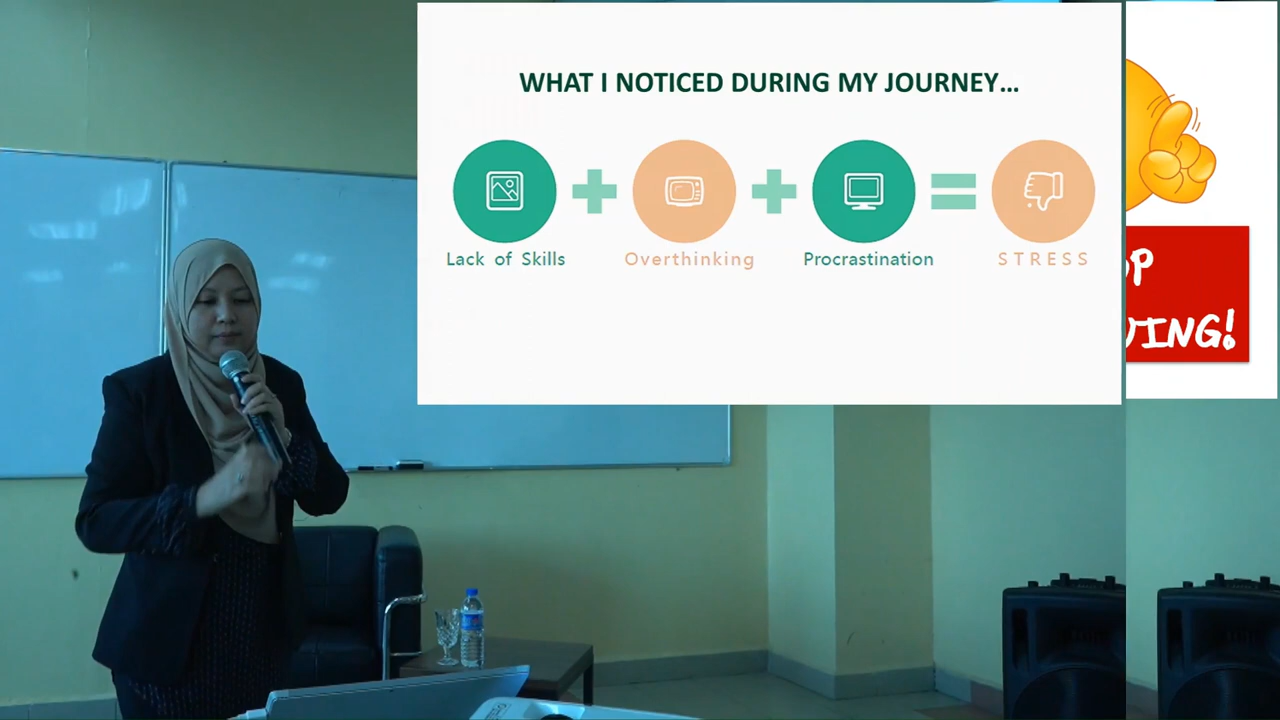 WHAT I NOTICED DURING MY JOURNEY...
Lack of Skills
Overthinking
Procrastination
STRESS